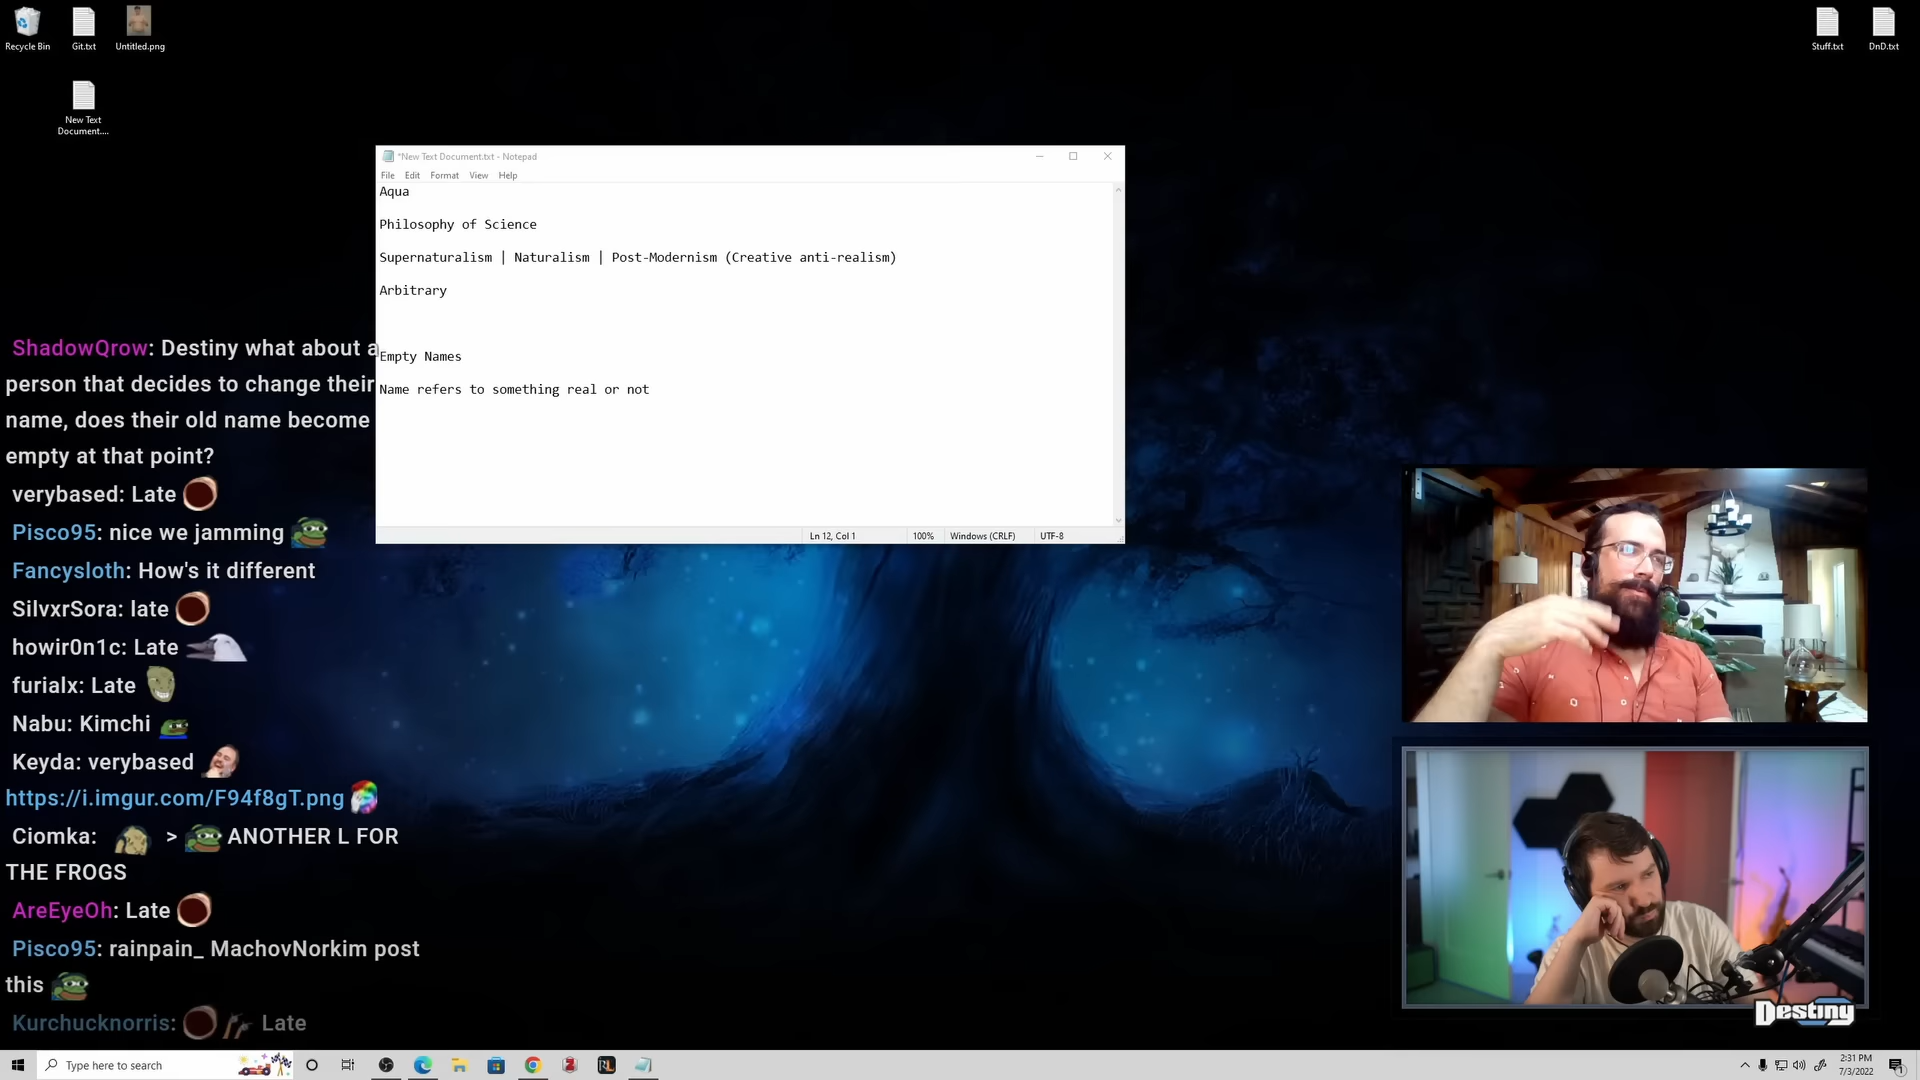 Recycle Bin
Git.txt
Untitled.png
New Text
Document....
Stuff.txt
DnD.txt
*New Text Document.txt - Notepad
File Edit Format View Help
Aqua
Philosophy of Science
Supernaturalism | Naturalism | Post-Modernism (Creative anti-realism)
Arbitrary
Empty Names
Name refers to something real or not
Ln 12, Col 1 100% Windows (CRLF) UTF-8
ShadowQrow: Destiny what about a
person that decides to change their
name, does their old name become
empty at that point?
verybased: Late
Pisco95: nice we jamming
Fancysloth: How's it different
SilvxrSora: late
howir0n1c: Late
furialx: Late
Nabu: Kimchi
Keyda: verybased
https://i.imgur.com/F94f8gT.png
Ciomka: > ANOTHER L FOR
THE FROGS
AreEyeOh: Late
Pisco95: rainpain_ MachovNorkim post
this
Kurchucknorris: Late
Destiny
Type here to search
2:31 PM
7/3/2022